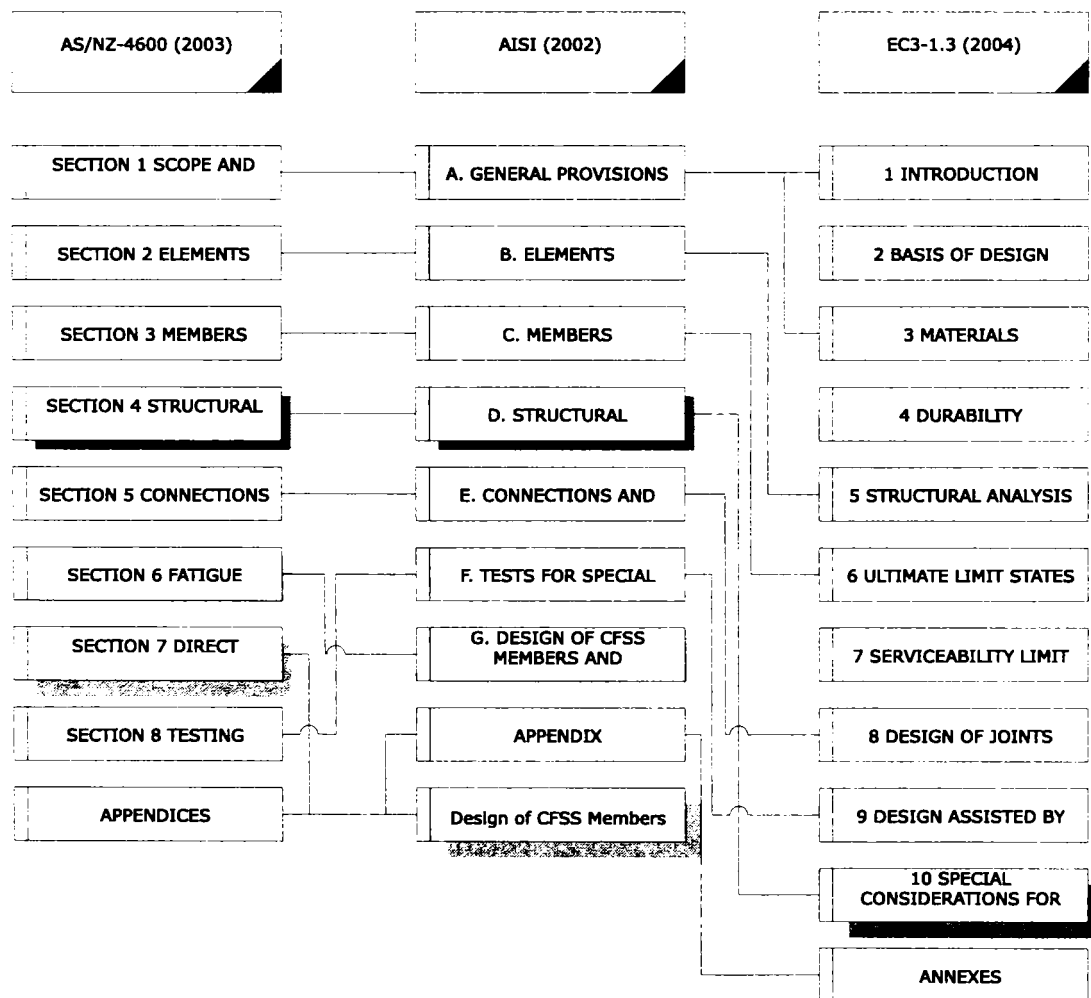 AS/NZ-4600 (2003)
AISI (2002)
EC3-1.3 (2004)
SECTION 1 SCOPE AND
A. GENERAL PROVISIONS
1 INTRODUCTION
SECTION 2 ELEMENTS
B. ELEMENTS
2 BASIS OF DESIGN
SECTION 3 MEMBERS
C. MEMBERS
3 MATERIALS
SECTION 4 STRUCTURAL
D. STRUCTURAL
4 DURABILITY
SECTION 5 CONNECTIONS
E. CONNECTIONS AND
5 STRUCTURAL ANALYSIS
SECTION 6 FATIGUE
F. TESTS FOR SPECIAL
6 ULTIMATE LIMIT STATES
SECTION 7 DIRECT
G. DESIGN OF CFSS
MEMBERS AND
7 SERVICEABILITY LIMIT
SECTION 8 TESTING
APPENDIX
8 DESIGN OF JOINTS
APPENDICES
Design of CFSS Members
9 DESIGN ASSISTED BY
10 SPECIAL
CONSIDERATIONS FOR
ANNEXES